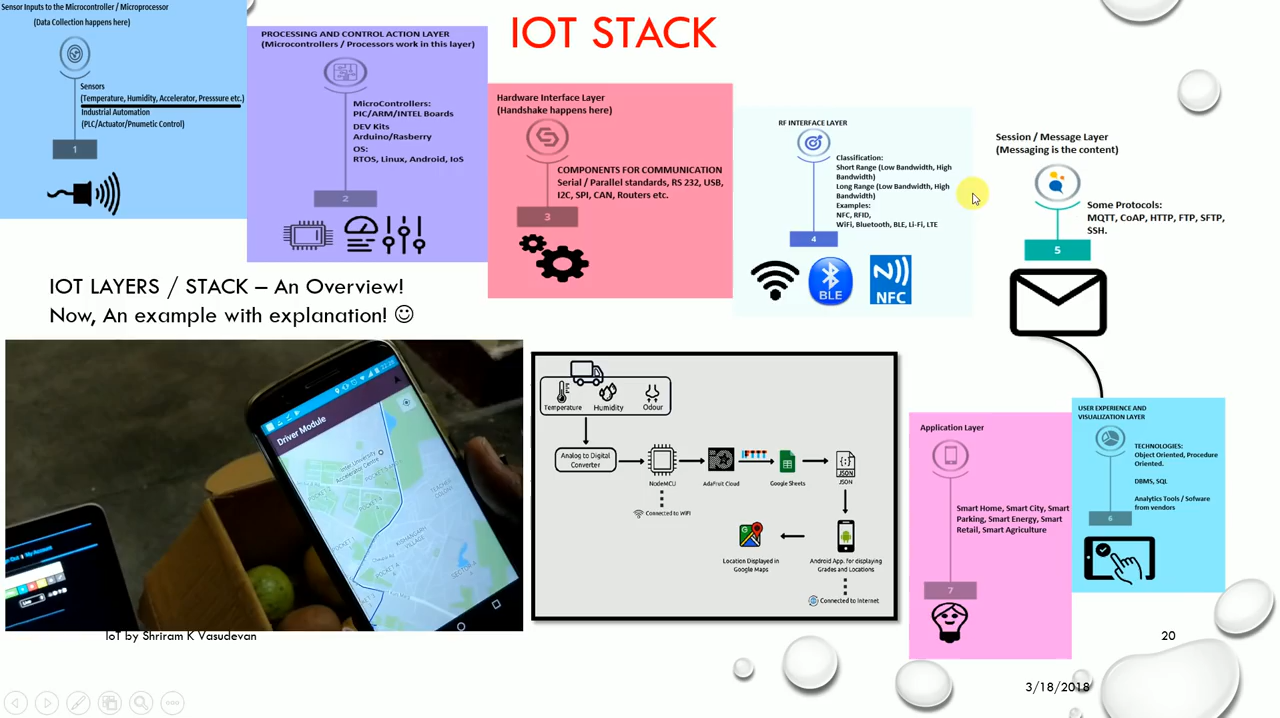 IOT STACK
Sensor Inputs to the Microcontroller / Microprocessor
(Data Collection happens here)
Sensors
(Temperature, Humidity, Accelerator, Presssure etc.)
Industrial Automation
(PLC/Actuator/Pnumetic Control)
1
PROCESSING AND CONTROL ACTION LAYER
(Microcontrollers / Processors work in this layer)
MicroControllers:
PIC/ARM/INTEL Boards
DEV Kits
Arduino/Rasberry
OS:
RTOS, Linux, Android, IoS
2
Hardware Interface Layer
(Handshake happens here)
COMPONENTS FOR COMMUNICATION
Serial / Parallel standards, RS 232, USB,
I2C, SPI, CAN, Routers etc.
3
RF INTERFACE LAYER
Classification:
Short Range (Low Bandwidth, High
Bandwidth)
Long Range (Low Bandwidth, High
Bandwidth)
Examples:
NFC, RFID,
WiFi, Bluetooth, BLE, Li-Fi, LTE
4
BLE
NFC
Session / Message Layer
(Messaging is the content)
Some Protocols:
MQTT, CoAP, HTTP, FTP, SFTP,
SSH.
5
IOT LAYERS / STACK – An Overview!
Now, An example with explanation!
Driver Module
Inter University
Accelerator Centre
Temperature
Humidity
Odour
Analog to Digital
Converter
NodeMCU
AdaFruit Cloud
Google Sheets
JSON
JSON
Connected to WiFi
Location Displayed in
Google Maps
Android App. for displaying
Grades and Locations
Connected to Internet
USER EXPERIENCE AND
VISUALIZATION LAYER
TECHNOLOGIES:
Object Oriented, Procedure
Oriented.
DBMS, SQL
Analytics Tools / Sofware
from vendors
6
Application Layer
Smart Home, Smart City, Smart
Parking, Smart Energy, Smart
Retail, Smart Agriculture
7
IoT by Shriram K Vasudevan
20
3/18/2018